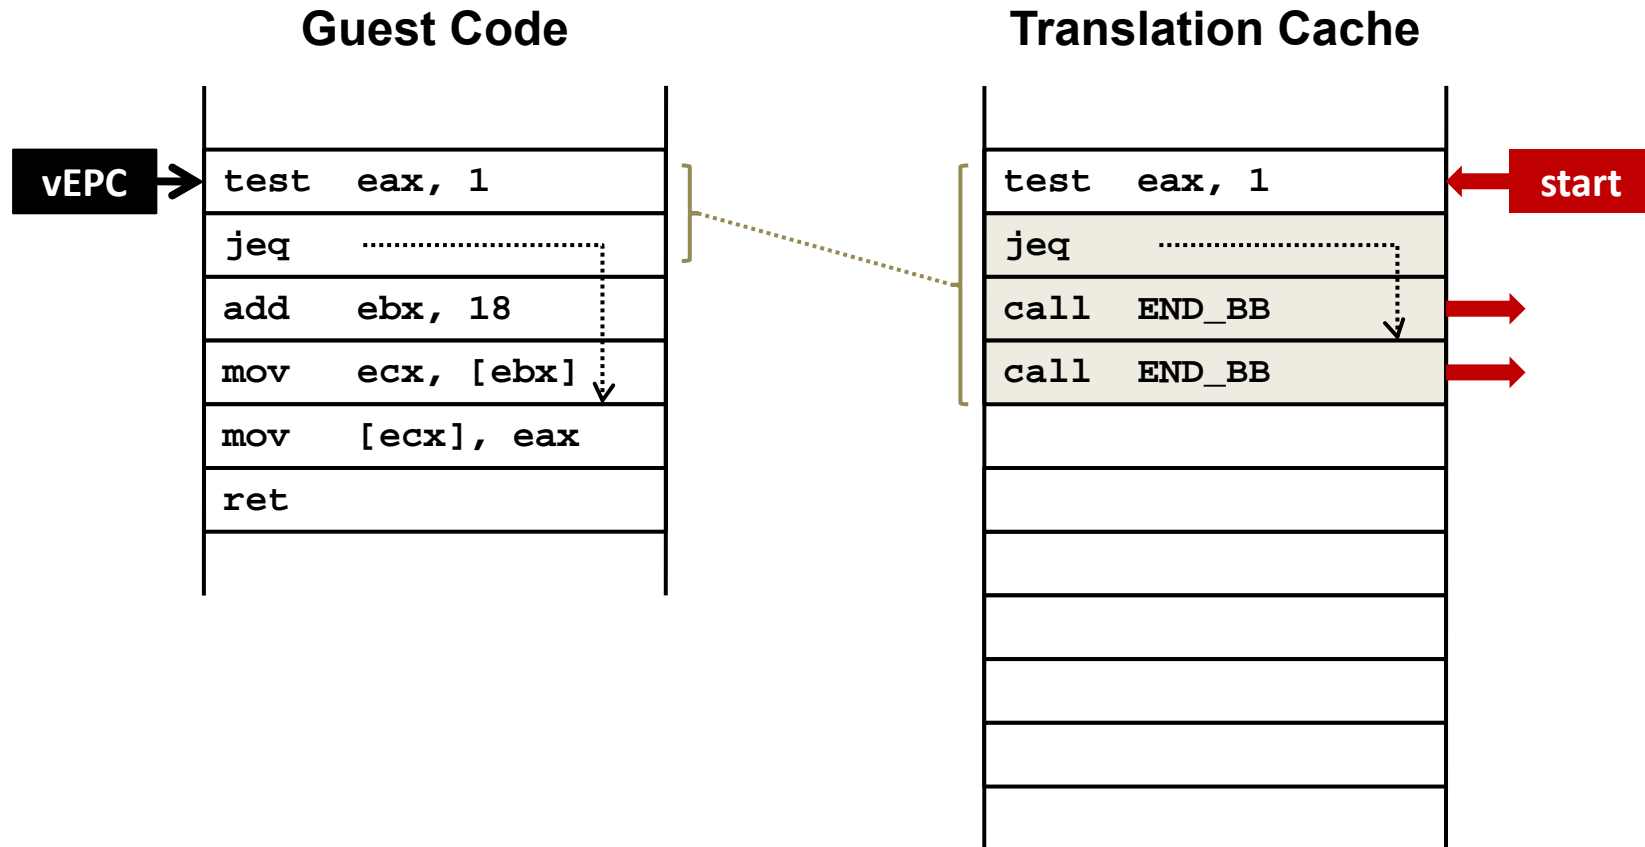 Guest Code
Translation Cache
vEPC
test eax, 1
jeq
add ebx, 18
mov ecx, [ebx]
mov [ecx], eax
ret
test eax, 1
jeq
call END_BB
call END_BB
start